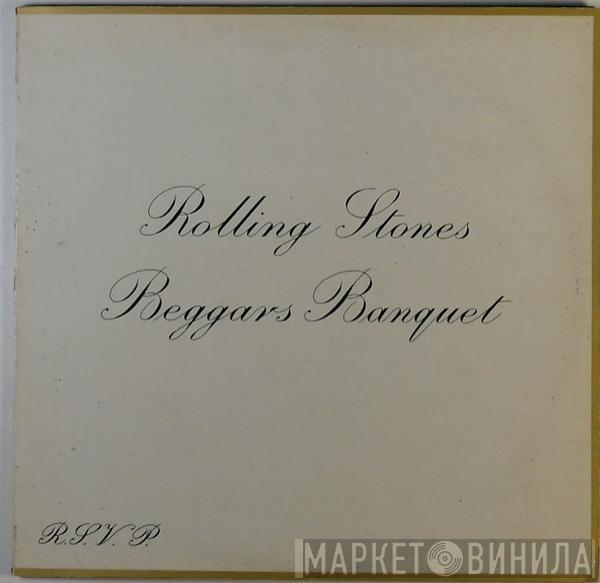 Rolling Stones
Beggars Banquet
R.S.V.P.
МАРКЕТ ВИНИЛА